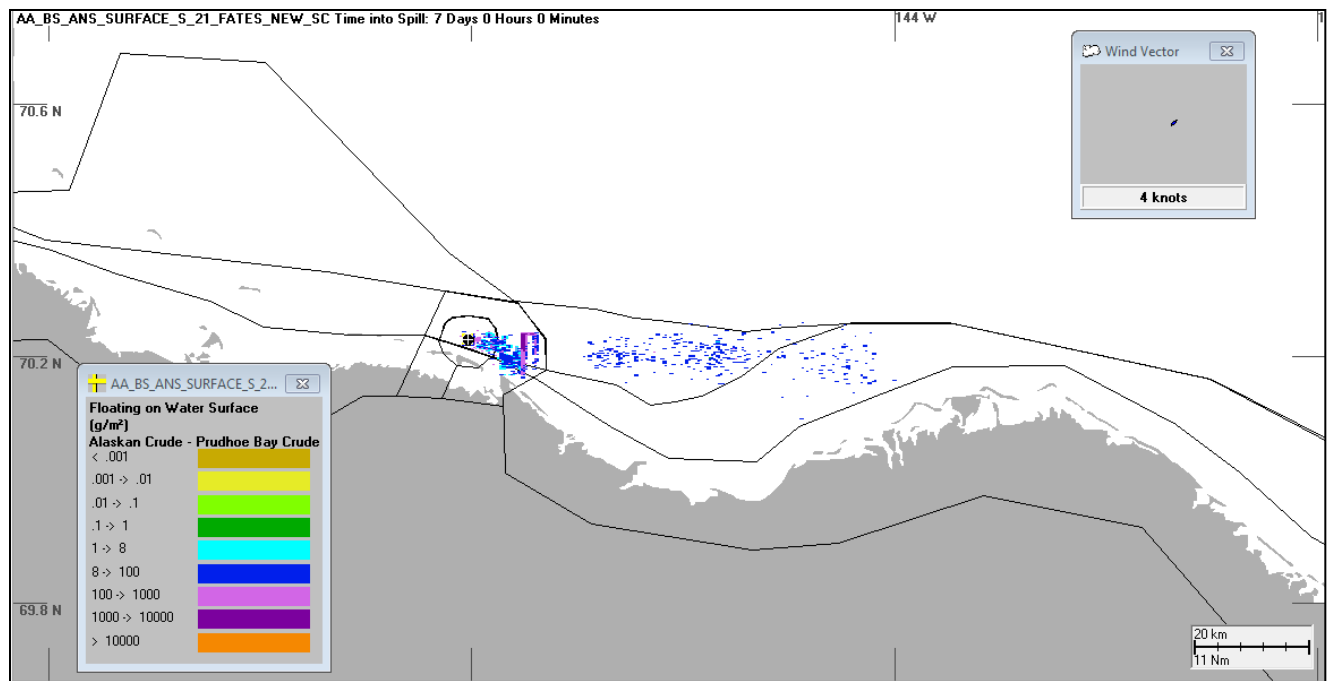 AA_BS_ANS_SURFACE_S_21_FATES_NEW_SC Time into Spill: 7 Days 0 Hours 0 Minutes
144 W
Wind Vector
4 knots
70.6 N
70.2 N
AA_BS_ANS_SURFACE_S_2...
Floating on Water Surface
(g/m²)
Alaskan Crude - Prudhoe Bay Crude
< .001
.001 -> .01
.01 -> .1
.1 -> 1
1 -> 8
8 -> 100
100 -> 1000
1000 -> 10000
> 10000
69.8 N
20 km
11 Nm